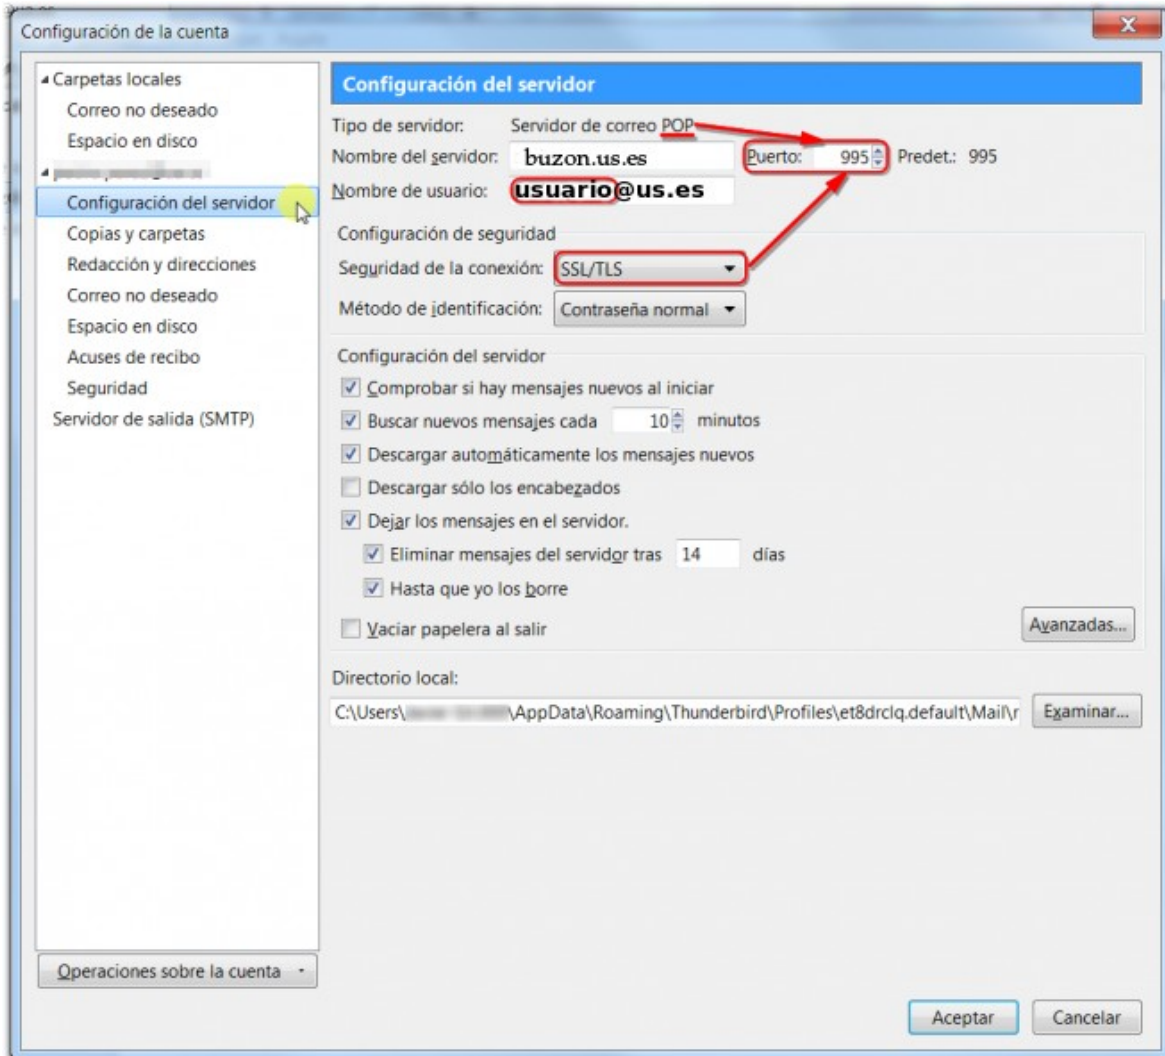 Configuración de la cuenta
Carpetas locales
Correo no deseado
Espacio en disco
Configuración del servidor
Copias y carpetas
Redacción y direcciones
Correo no deseado
Espacio en disco
Acuses de recibo
Seguridad
Servidor de salida (SMTP)
Operaciones sobre la cuenta
Configuración del servidor
Tipo de servidor: Servidor de correo POP
Nombre del servidor: buzon.us.es Puerto: 995 Predet.: 995
Nombre de usuario: usuario@us.es
Configuración de seguridad
Seguridad de la conexión: SSL/TLS
Método de identificación: Contraseña normal
Configuración del servidor
Comprobar si hay mensajes nuevos al iniciar
Buscar nuevos mensajes cada 10 minutos
Descargar automáticamente los mensajes nuevos
Descargar sólo los encabezados
Dejar los mensajes en el servidor.
Eliminar mensajes del servidor tras 14 días
Hasta que yo los borre
Vaciar papelera al salir
Avanzadas...
Directorio local:
C:\Users\ \AppData\Roaming\Thunderbird\Profiles\et8drclq.default\Mail\r Examinar...
Aceptar Cancelar